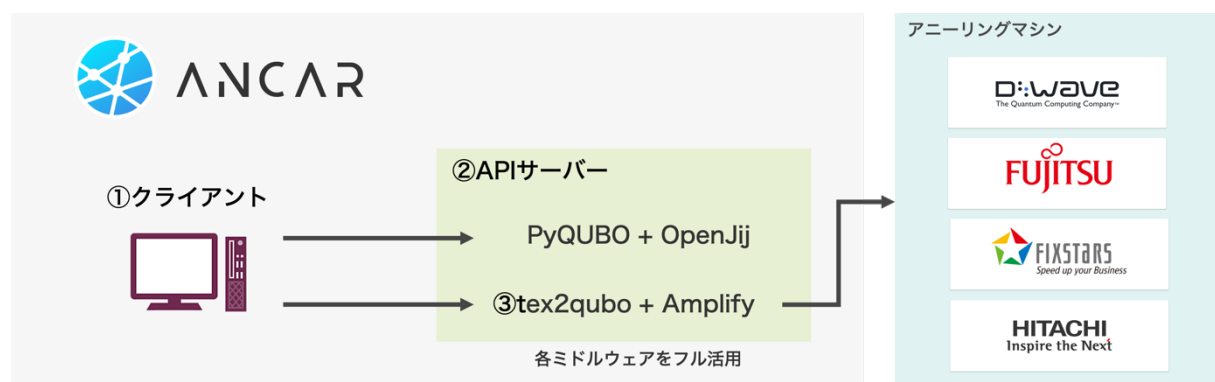 ANCAR
①クライアント
②APIサーバー
PyQUBO + OpenJij
③tex2qubo + Amplify
各ミドルウェアをフル活用
アニーリングマシン
D:wave
The Quantum Computing Company™
FUJITSU
FIXSTARS
Speed up your Business
HITACHI
Inspire the Next